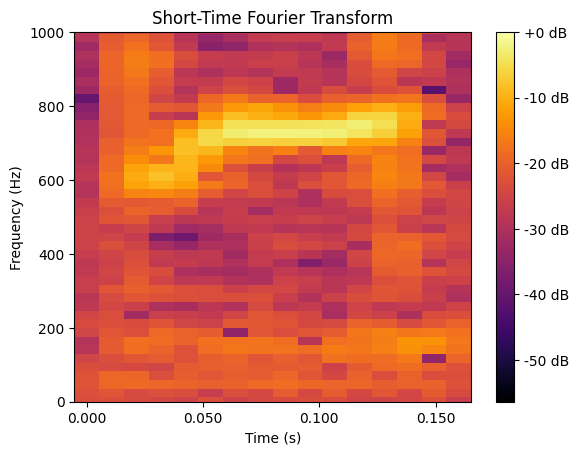 Short-Time Fourier Transform
1000
800
600
400
200
0
Frequency (Hz)
0.000
0.050
0.100
0.150
Time (s)
+0 dB
-10 dB
-20 dB
-30 dB
-40 dB
-50 dB